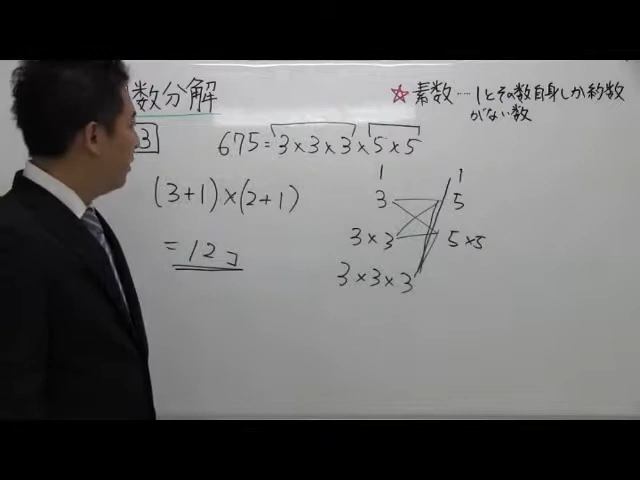 数分解
☆素数……1とその数自身しか約数
がない数
3
675=3×3×3×5×5
(3+1)×(2+1)
=12コ
1 1
3 5
3×3 5×5
3×3×3